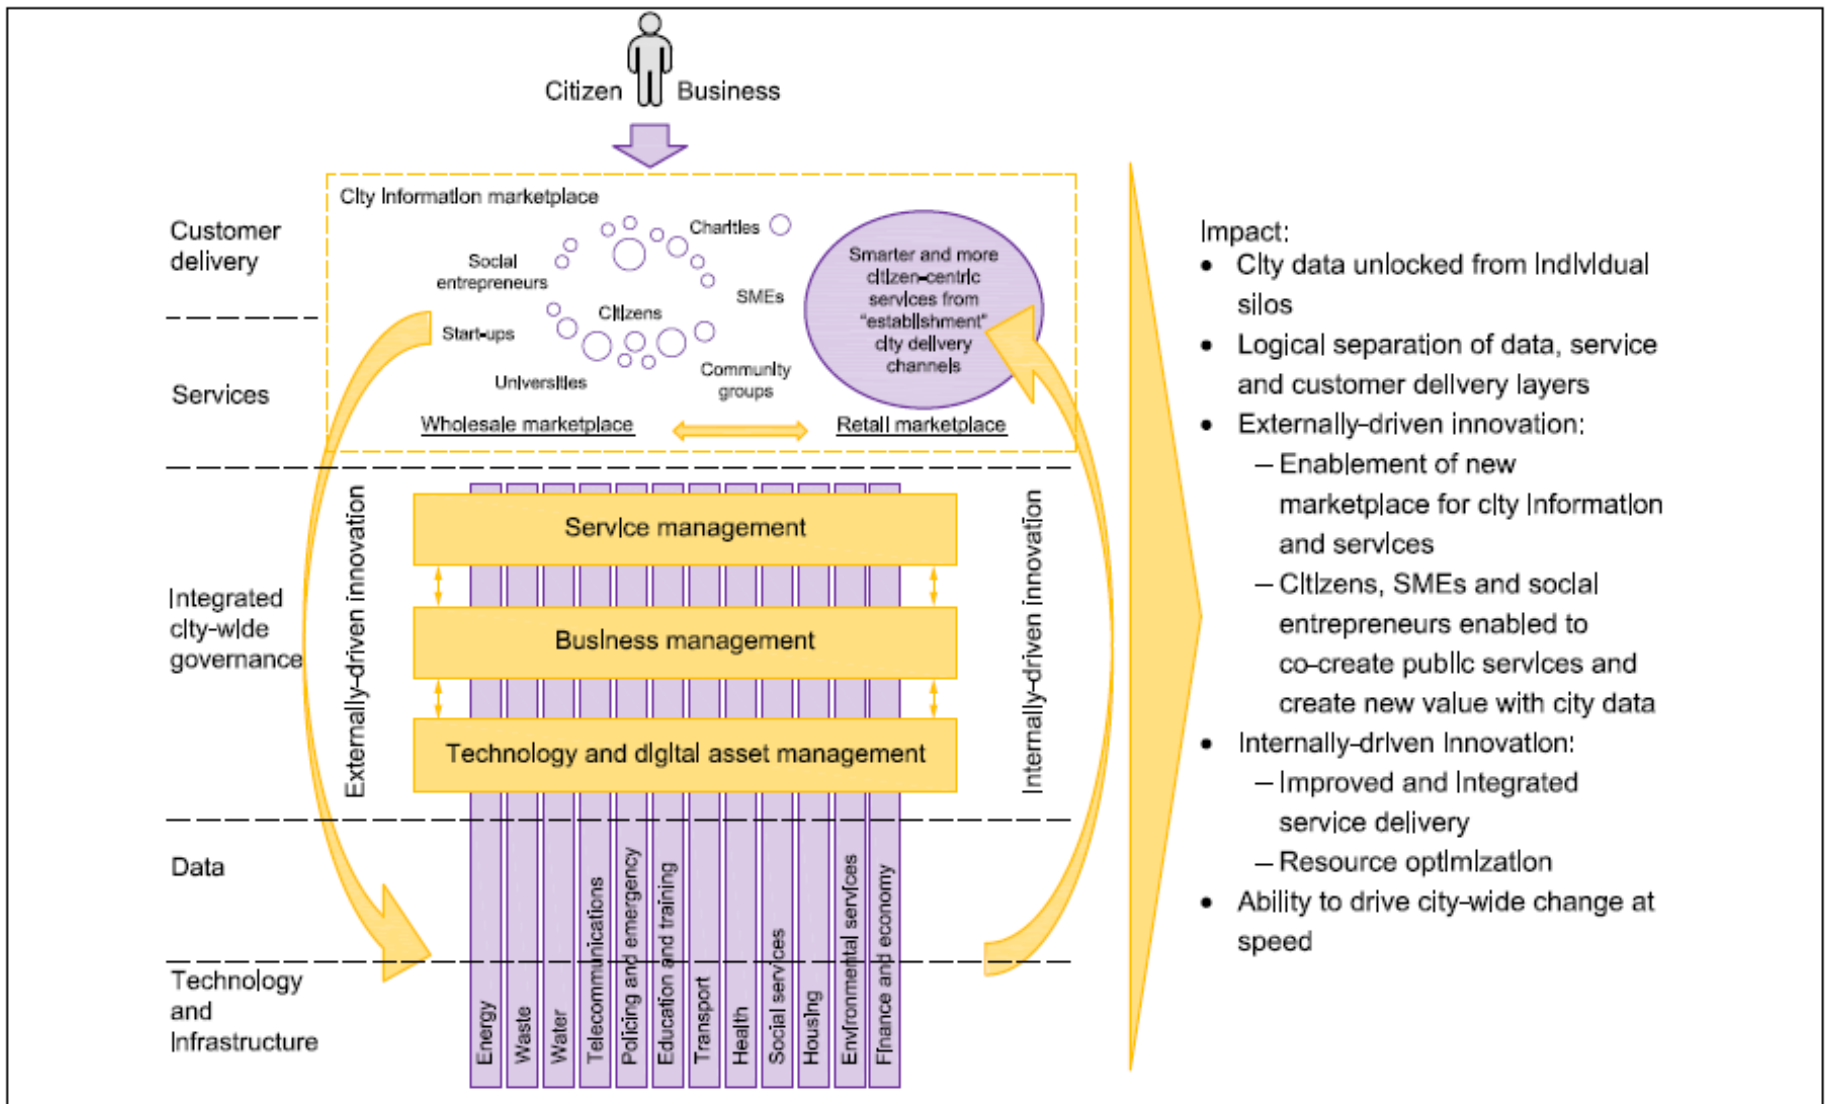 Citizen Business
City Information marketplace
Customer
delivery
Services
Social
entrepreneurs
Charities
Citizens
SMEs
Start-ups
Universities
Community
groups
Smarter and more
citizen-centric
services from
"establishment"
city delivery
channels
Wholesale marketplace
Retail marketplace
Integrated
city-wide
governance
Externally-driven innovation
Service management
Business management
Technology and digital asset management
Internally-driven innovation
Data
Technology
and
Infrastructure
Energy
Waste
Water
Telecommunications
Policing and emergency
Education and training
Transport
Health
Social services
Housing
Environmental services
Finance and economy
Impact:
• City data unlocked from individual
silos
• Logical separation of data, service
and customer delivery layers
• Externally-driven innovation:
– Enablement of new
marketplace for city information
and services
– Citizens, SMEs and social
entrepreneurs enabled to
co-create public services and
create new value with city data
• Internally-driven Innovation:
– Improved and Integrated
service delivery
– Resource optimization
• Ability to drive city-wide change at
speed